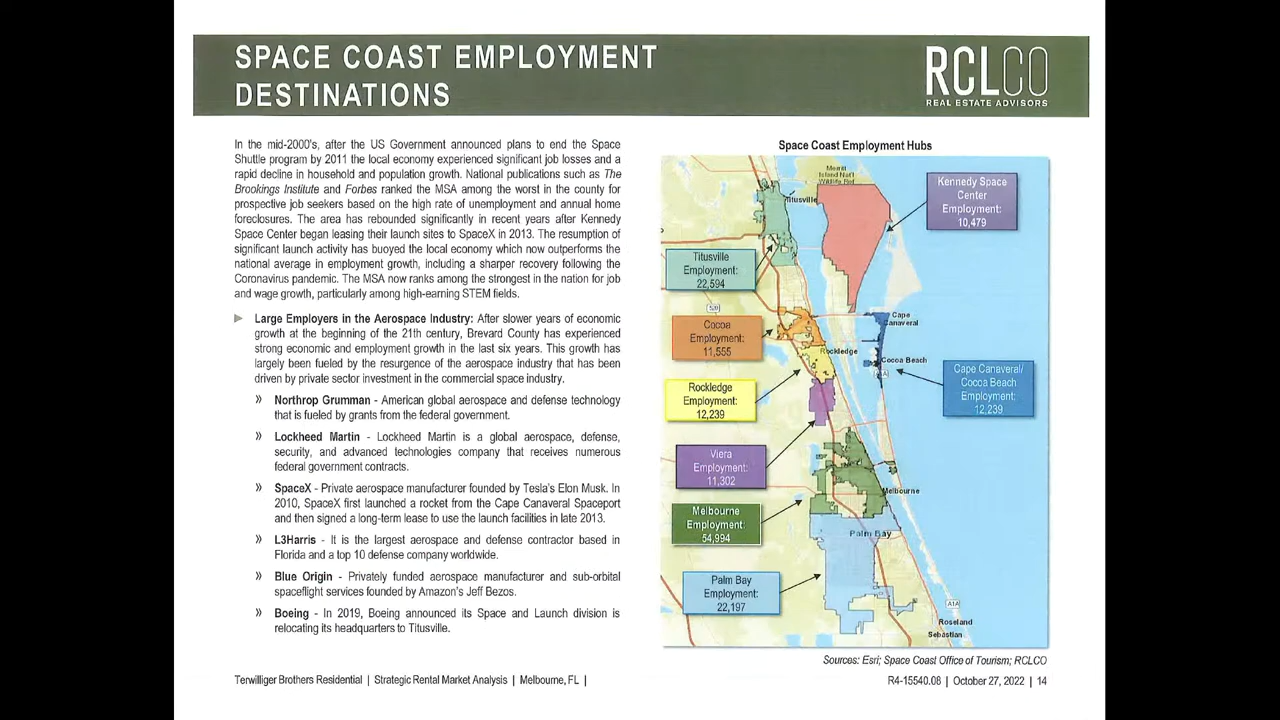 SPACE COAST EMPLOYMENT
DESTINATIONS
RCLCO
REAL ESTATE ADVISORS
In the mid-2000's, after the US Government announced plans to end the Space
Shuttle program by 2011 the local economy experienced significant job losses and a
rapid decline in household and population growth. National publications such as The
Brookings Institute and Forbes ranked the MSA among the worst in the county for
prospective job seekers based on the high rate of unemployment and annual home
foreclosures. The area has rebounded significantly in recent years after Kennedy
Space Center began leasing their launch sites to SpaceX in 2013. The resumption of
significant launch activity has buoyed the local economy which now outperforms the
national average in employment growth, including a sharper recovery following the
Coronavirus pandemic. The MSA now ranks among the strongest in the nation for job
and wage growth, particularly among high-earning STEM fields.
Large Employers in the Aerospace Industry: After slower years of economic
growth at the beginning of the 21th century, Brevard County has experienced
strong economic and employment growth in the last six years. This growth has
largely been fueled by the resurgence of the aerospace industry that has been
driven by private sector investment in the commercial space industry.
» Northrop Grumman - American global aerospace and defense technology
that is fueled by grants from the federal government.
» Lockheed Martin - Lockheed Martin is a global aerospace, defense,
security, and advanced technologies company that receives numerous
federal government contracts.
» SpaceX - Private aerospace manufacturer founded by Tesla's Elon Musk. In
2010, SpaceX first launched a rocket from the Cape Canaveral Spaceport
and then signed a long-term lease to use the launch facilities in late 2013.
» L3Harris - It is the largest aerospace and defense contractor based in
Florida and a top 10 defense company worldwide.
» Blue Origin - Privately funded aerospace manufacturer and sub-orbital
spaceflight services founded by Amazon's Jeff Bezos.
» Boeing - In 2019, Boeing announced its Space and Launch division is
relocating its headquarters to Titusville.
Space Coast Employment Hubs
Merritt
Island Nat'l
Wildlife Ref
Titusville
Kennedy Space
Center
Employment:
10,479
Titusville
Employment:
22,594
520
Cocoa
Employment:
11,555
Cape
Canaveral
Rockledge
Cocoa Beach
A1A
Cape Canaveral/
Cocoa Beach
Employment:
12,239
Rockledge
Employment:
12,239
Viera
Employment:
11,302
Melbourne
Melbourne
Employment:
54,994
Palm Bay
Palm Bay
Employment:
22,197
A1A
Roseland
Sebastian
Sources: Esri; Space Coast Office of Tourism; RCLCO
Terwilliger Brothers Residential | Strategic Rental Market Analysis | Melbourne, FL |
R4-15540.08 | October 27, 2022 | 14